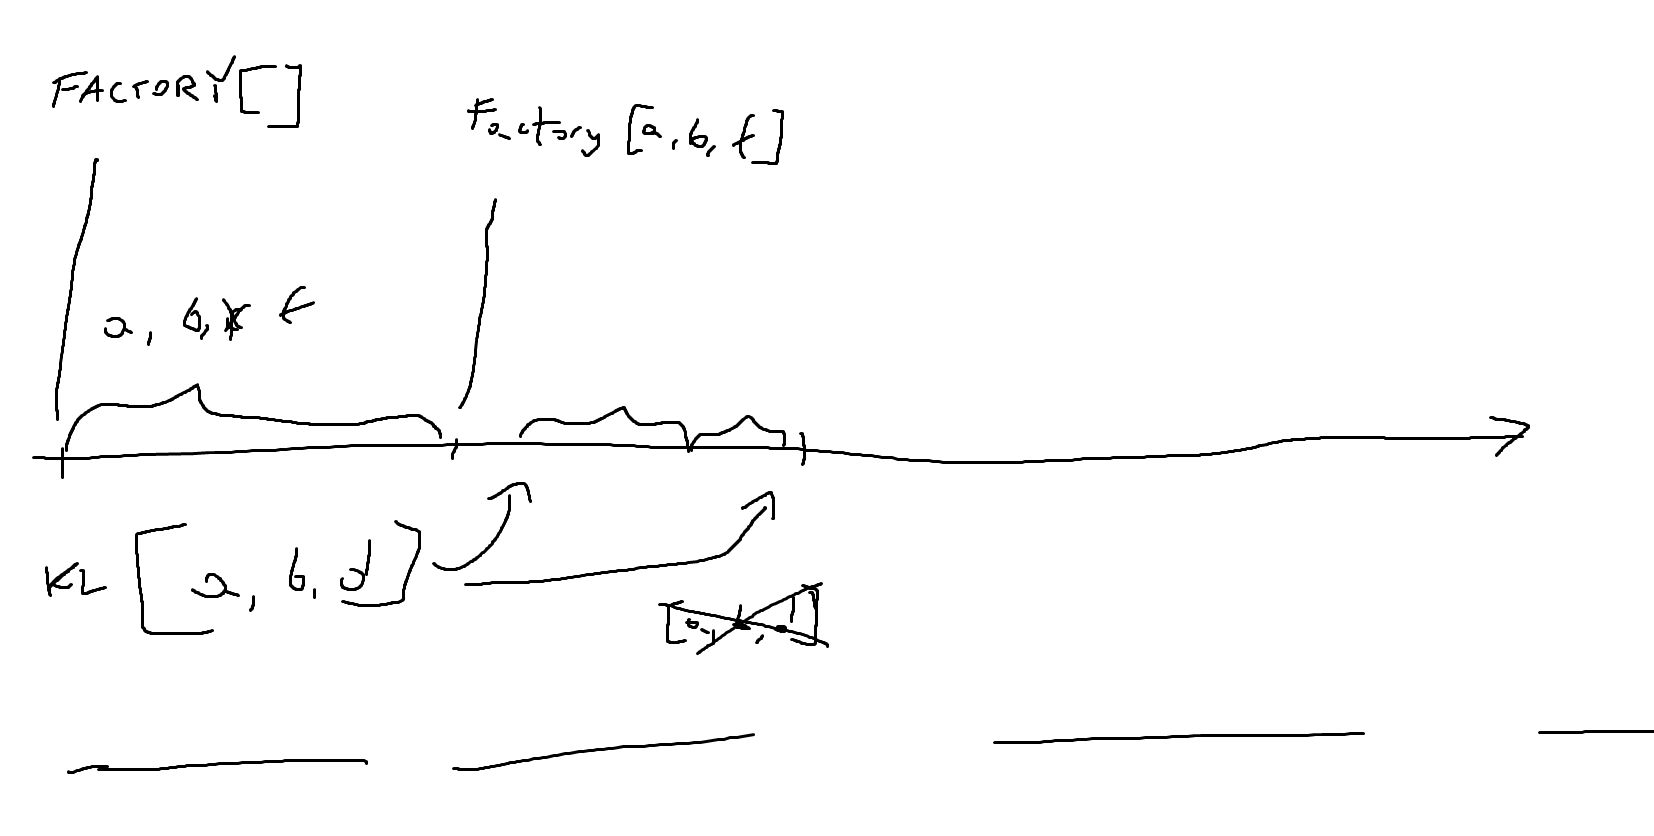 FACTORY[]
Factory [a, b, f]
a, b, f
KL [a, b, d]